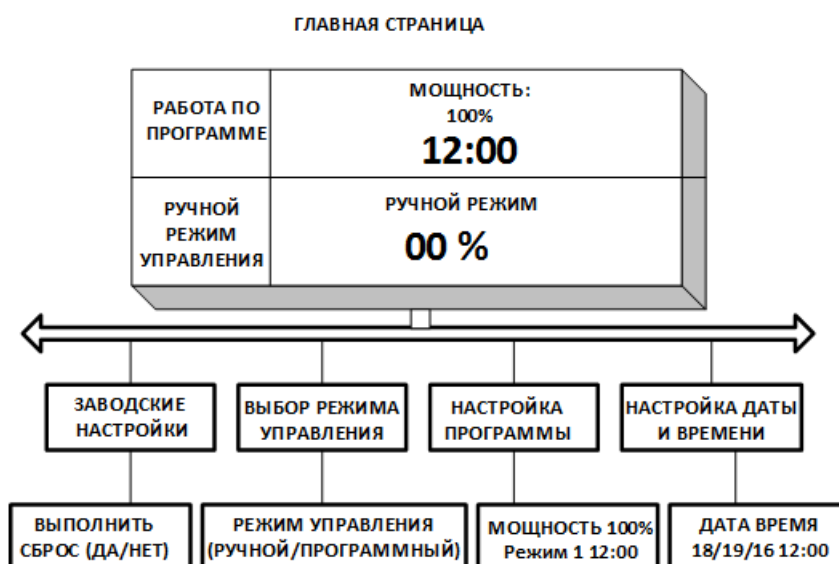 ГЛАВНАЯ СТРАНИЦА
РАБОТА ПО
ПРОГРАММЕ
МОЩНОСТЬ:
100%
12:00
РУЧНОЙ
РЕЖИМ
УПРАВЛЕНИЯ
РУЧНОЙ РЕЖИМ
00 %
ЗАВОДСКИЕ
НАСТРОЙКИ
ВЫБОР РЕЖИМА
УПРАВЛЕНИЯ
НАСТРОЙКА
ПРОГРАММЫ
НАСТРОЙКА ДАТЫ
И ВРЕМЕНИ
ВЫПОЛНИТЬ
СБРОС (ДА/НЕТ)
РЕЖИМ УПРАВЛЕНИЯ
(РУЧНОЙ/ПРОГРАММНЫЙ)
МОЩНОСТЬ 100%
Режим 1 12:00
ДАТА ВРЕМЯ
18/19/16 12:00